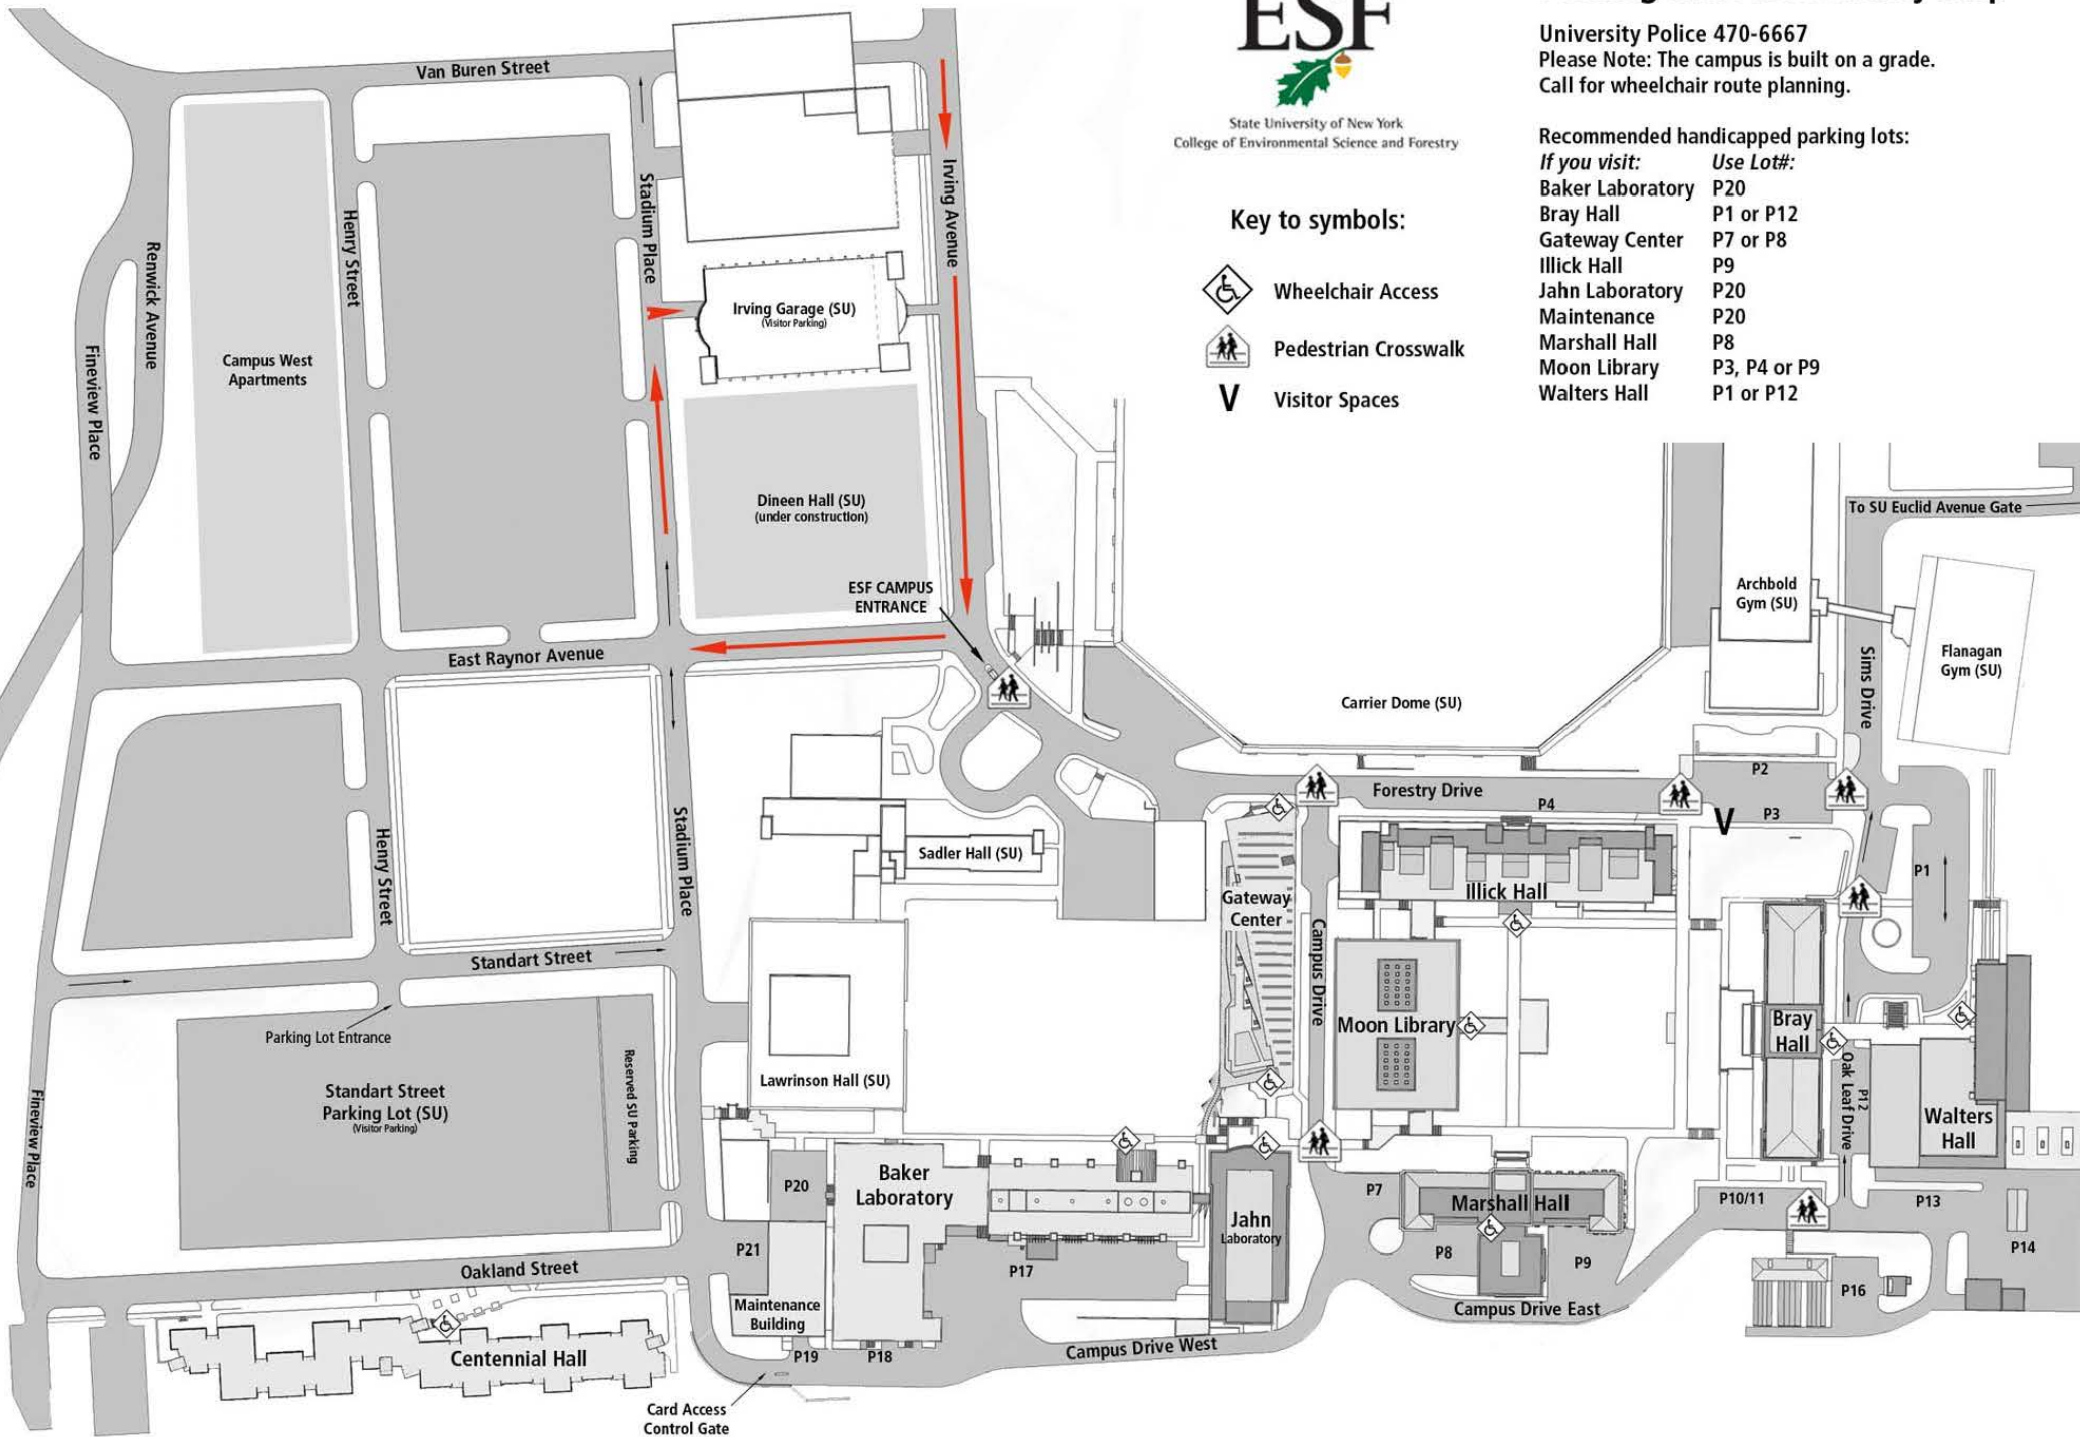 ESF
State University of New York
College of Environmental Science and Forestry
University Police 470-6667
Please Note: The campus is built on a grade.
Call for wheelchair route planning.
Recommended handicapped parking lots:
If you visit: Use Lot#:
Baker Laboratory P20
Bray Hall P1 or P12
Gateway Center P7 or P8
Illick Hall P9
Jahn Laboratory P20
Maintenance P20
Marshall Hall P8
Moon Library P3, P4 or P9
Walters Hall P1 or P12
Key to symbols:
Wheelchair Access
Pedestrian Crosswalk
V Visitor Spaces
Van Buren Street
Irving Avenue
Stadium Place
Henry Street
Renwick Avenue
Fineview Place
Campus West
Apartments
Irving Garage (SU)
(Visitor Parking)
Dineen Hall (SU)
(under construction)
ESF CAMPUS
ENTRANCE
East Raynor Avenue
To SU Euclid Avenue Gate
Archbold
Gym (SU)
Flanagan
Gym (SU)
Sims Drive
Carrier Dome (SU)
Forestry Drive
P2
P4
P3
V
P1
Henry Street
Stadium Place
Sadler Hall (SU)
Gateway
Center
Illick Hall
Campus Drive
Standart Street
Parking Lot Entrance
Standart Street
Parking Lot (SU)
(Visitor Parking)
Reserved SU Parking
Fineview Place
Lawrinson Hall (SU)
Moon Library
Bray
Hall
P12
Oak Leaf Drive
Walters
Hall
P20
Baker
Laboratory
Jahn
Laboratory
P7
Marshall Hall
P10/11
P13
P21
P17
P8
P9
P14
P16
Oakland Street
Maintenance
Building
Campus Drive East
Campus Drive West
P19
P18
Centennial Hall
Card Access
Control Gate